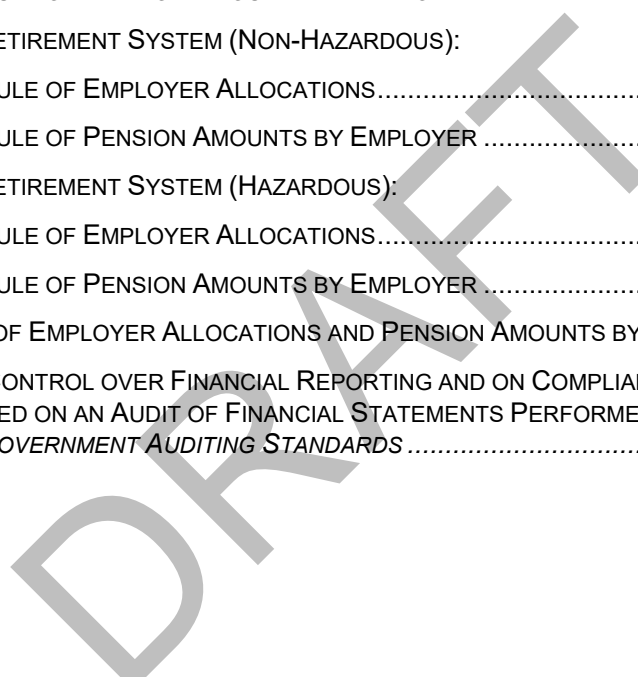 ETIREMENT SYSTEM (NON-HAZARDOUS):
ULE OF EMPLOYER ALLOCATIONS...................................
ULE OF PENSION AMOUNTS BY EMPLOYER .....................
ETIREMENT SYSTEM (HAZARDOUS):
ULE OF EMPLOYER ALLOCATIONS...................................
ULE OF PENSION AMOUNTS BY EMPLOYER .....................
OF EMPLOYER ALLOCATIONS AND PENSION AMOUNTS BY
ONTROL OVER FINANCIAL REPORTING AND ON COMPLIA
ED ON AN AUDIT OF FINANCIAL STATEMENTS PERFORME
OVERNMENT AUDITING STANDARDS ...............................
DRAFT